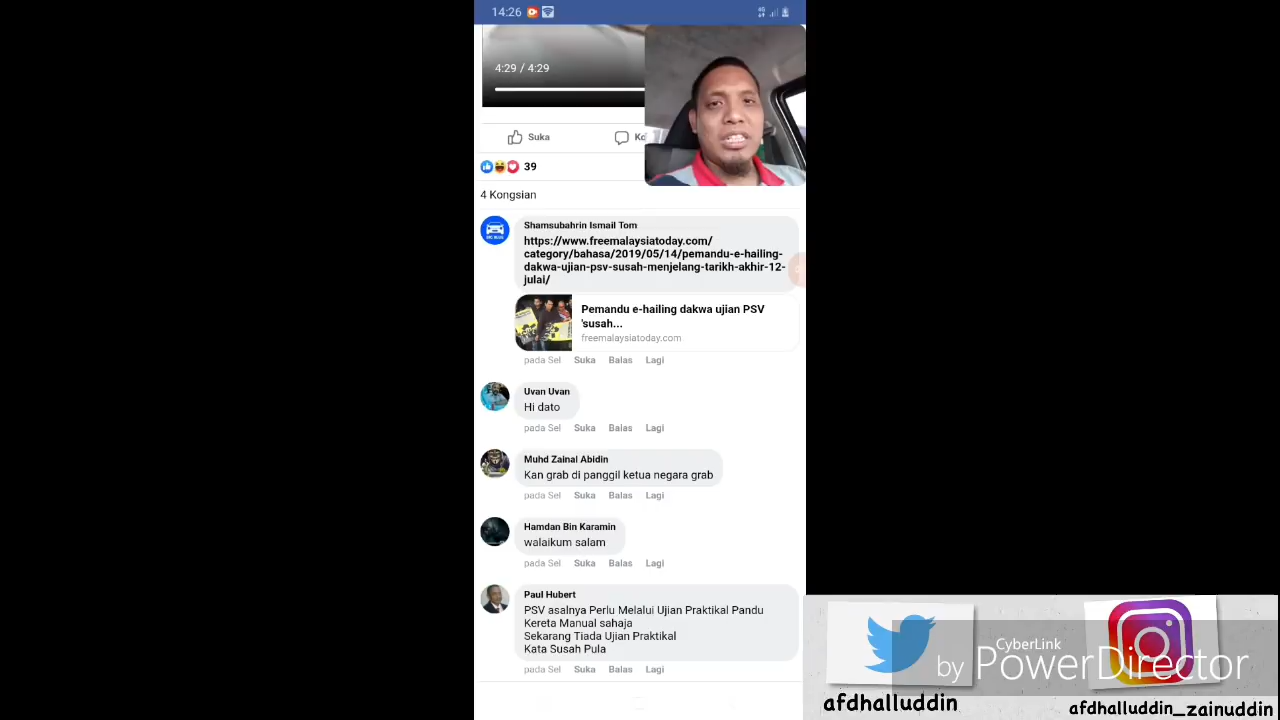 14:26
4G
4:29 / 4:29
Suka
Ko
39
4 Kongsian
Shamsubahrin Ismail Tom
https://www.freemalaysiatoday.com/
category/bahasa/2019/05/14/pemandu-e-hailing-
dakwa-ujian-psv-susah-menjelang-tarikh-akhir-12-
julai/
Pemandu e-hailing dakwa ujian PSV
'susah...
freemalaysiatoday.com
pada Sel Suka Balas Lagi
Uvan Uvan
Hi dato
pada Sel Suka Balas Lagi
Muhd Zainal Abidin
Kan grab di panggil ketua negara grab
pada Sel Suka Balas Lagi
Hamdan Bin Karamin
walaikum salam
pada Sel Suka Balas Lagi
Paul Hubert
PSV asalnya Perlu Melalui Ujian Praktikal Pandu
Kereta Manual sahaja
Sekarang Tiada Ujian Praktikal
Kata Susah Pula
pada Sel Suka Balas Lagi
CyberLink
by PowerDirector
afdhalluddin
afdhalluddin_zainuddin